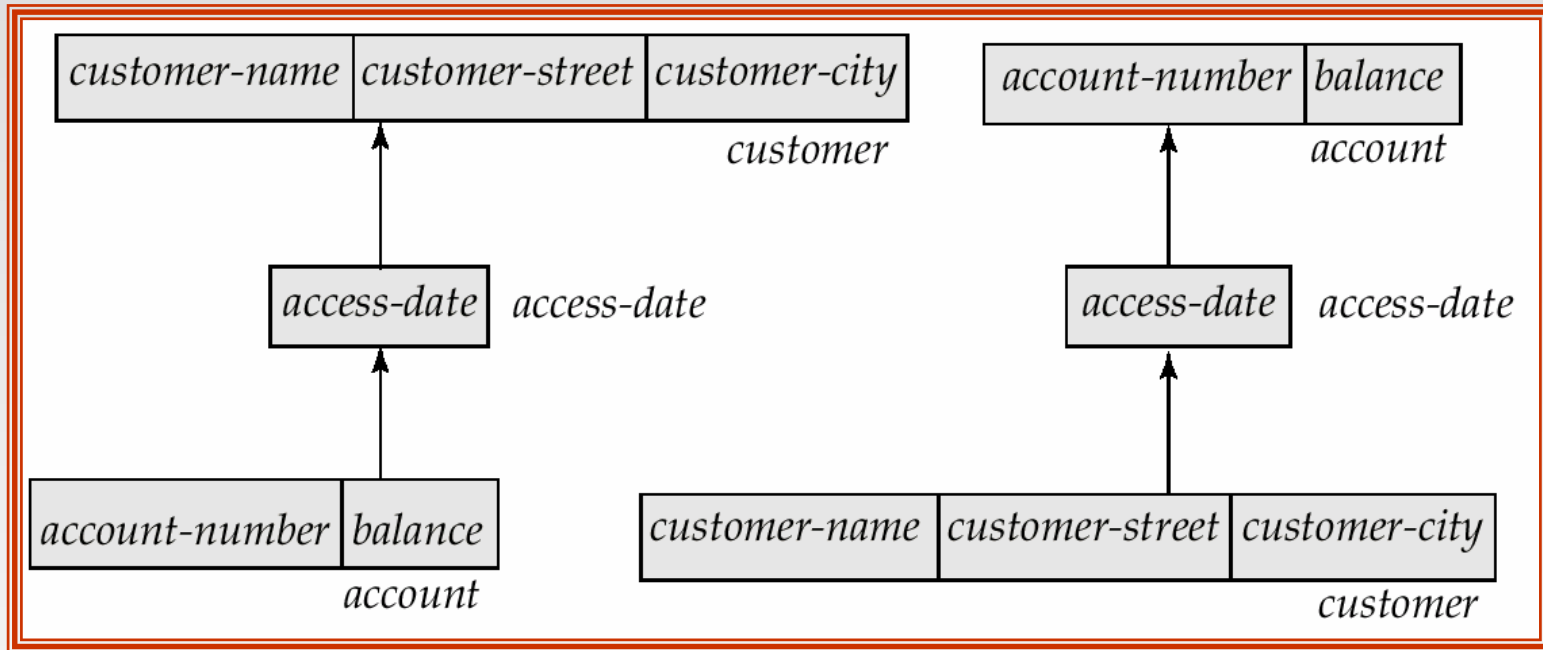 customer-name customer-street customer-city
customer
access-date access-date
account-number balance
account
account-number balance
account
access-date access-date
customer-name customer-street customer-city
customer